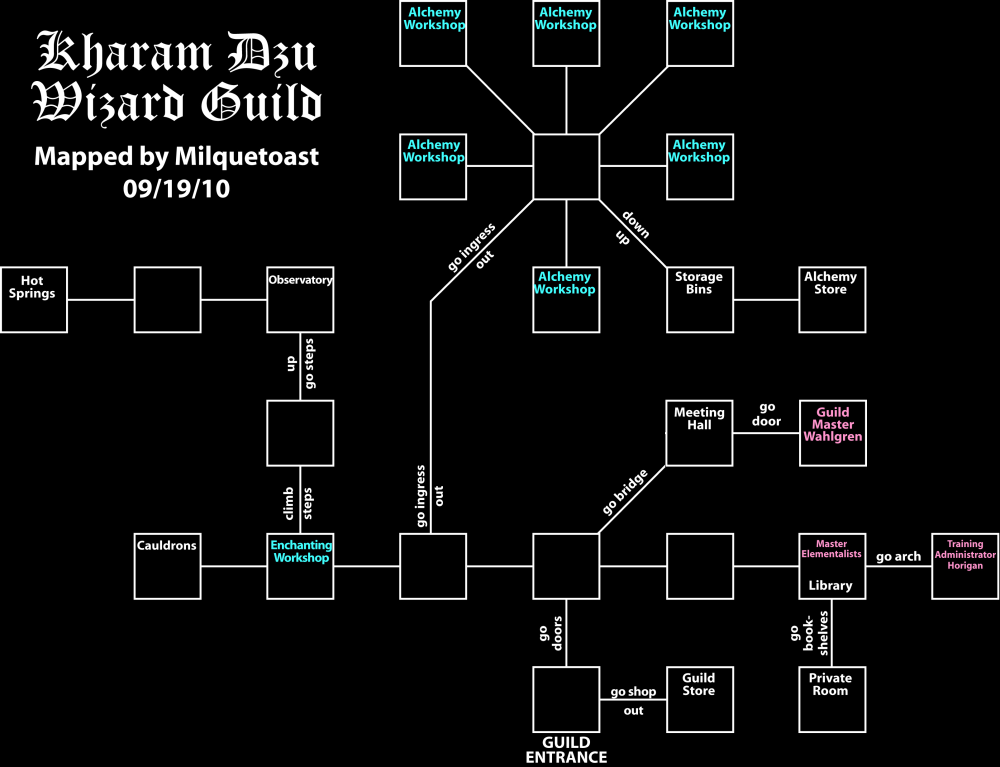 Kharam Dzu
Wizard Guild
Mapped by Milquetoast
09/19/10
Alchemy
Workshop
Alchemy
Workshop
Alchemy
Workshop
Alchemy
Workshop
Alchemy
Workshop
go ingress
out
down
up
Hot
Springs
Observatory
Alchemy
Workshop
Storage
Bins
Alchemy
Store
up
go steps
Meeting
Hall
go
door
Guild
Master
Wahlgren
climb
steps
go ingress
out
go bridge
Cauldrons
Enchanting
Workshop
Master
Elementalists
Library
go arch
Training
Administrator
Horigan
go
doors
go
book-
shelves
go shop
out
Guild
Store
Private
Room
GUILD
ENTRANCE